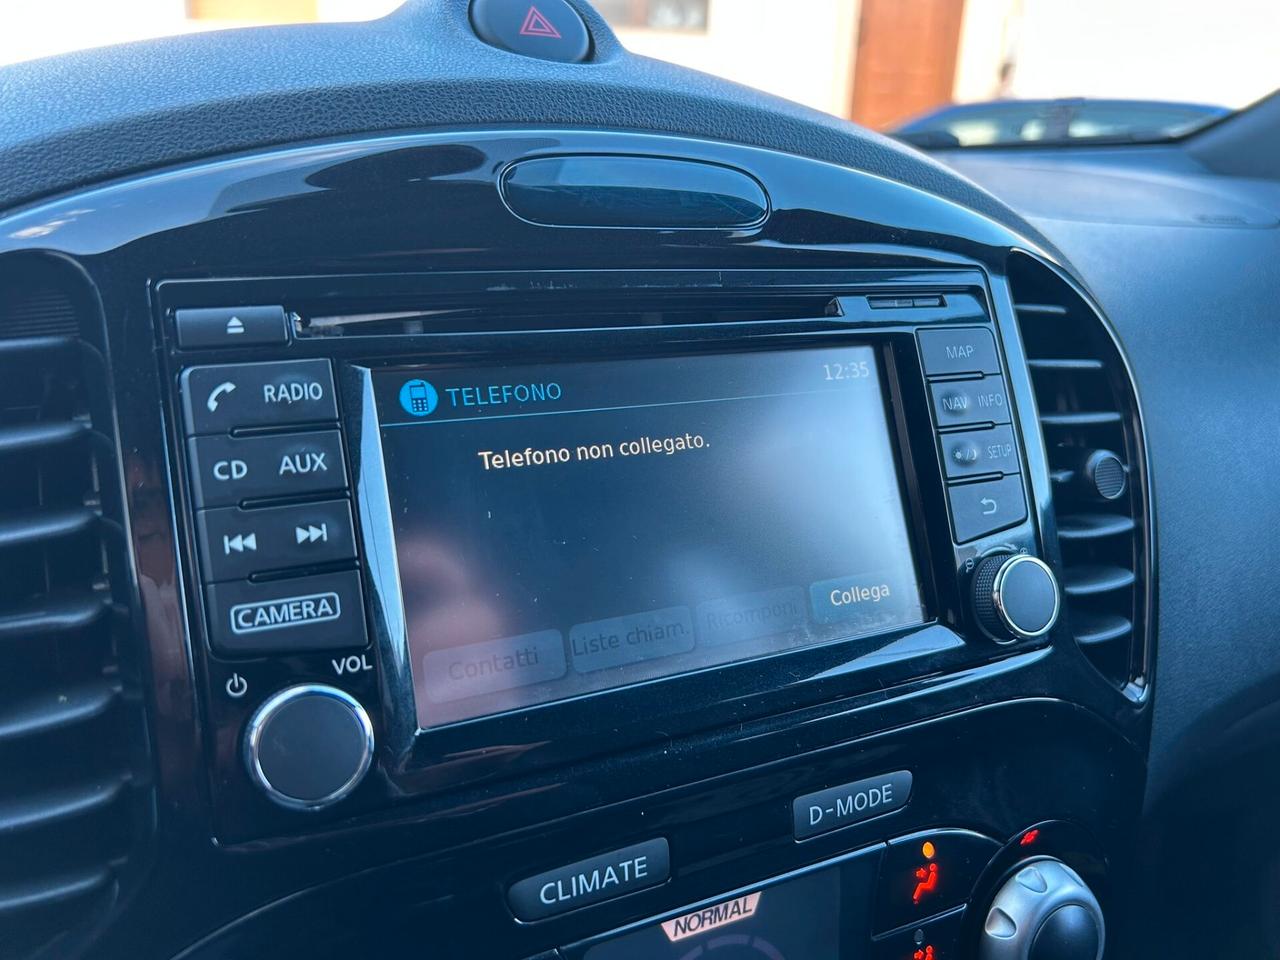 12:35
TELEFONO
Telefono non collegato.
Contatti
Liste chiam.
Ricomponi
Collega
RADIO
CD
AUX
CAMERA
VOL
MAP
NAV
INFO
SETUP
D-MODE
CLIMATE
NORMAL